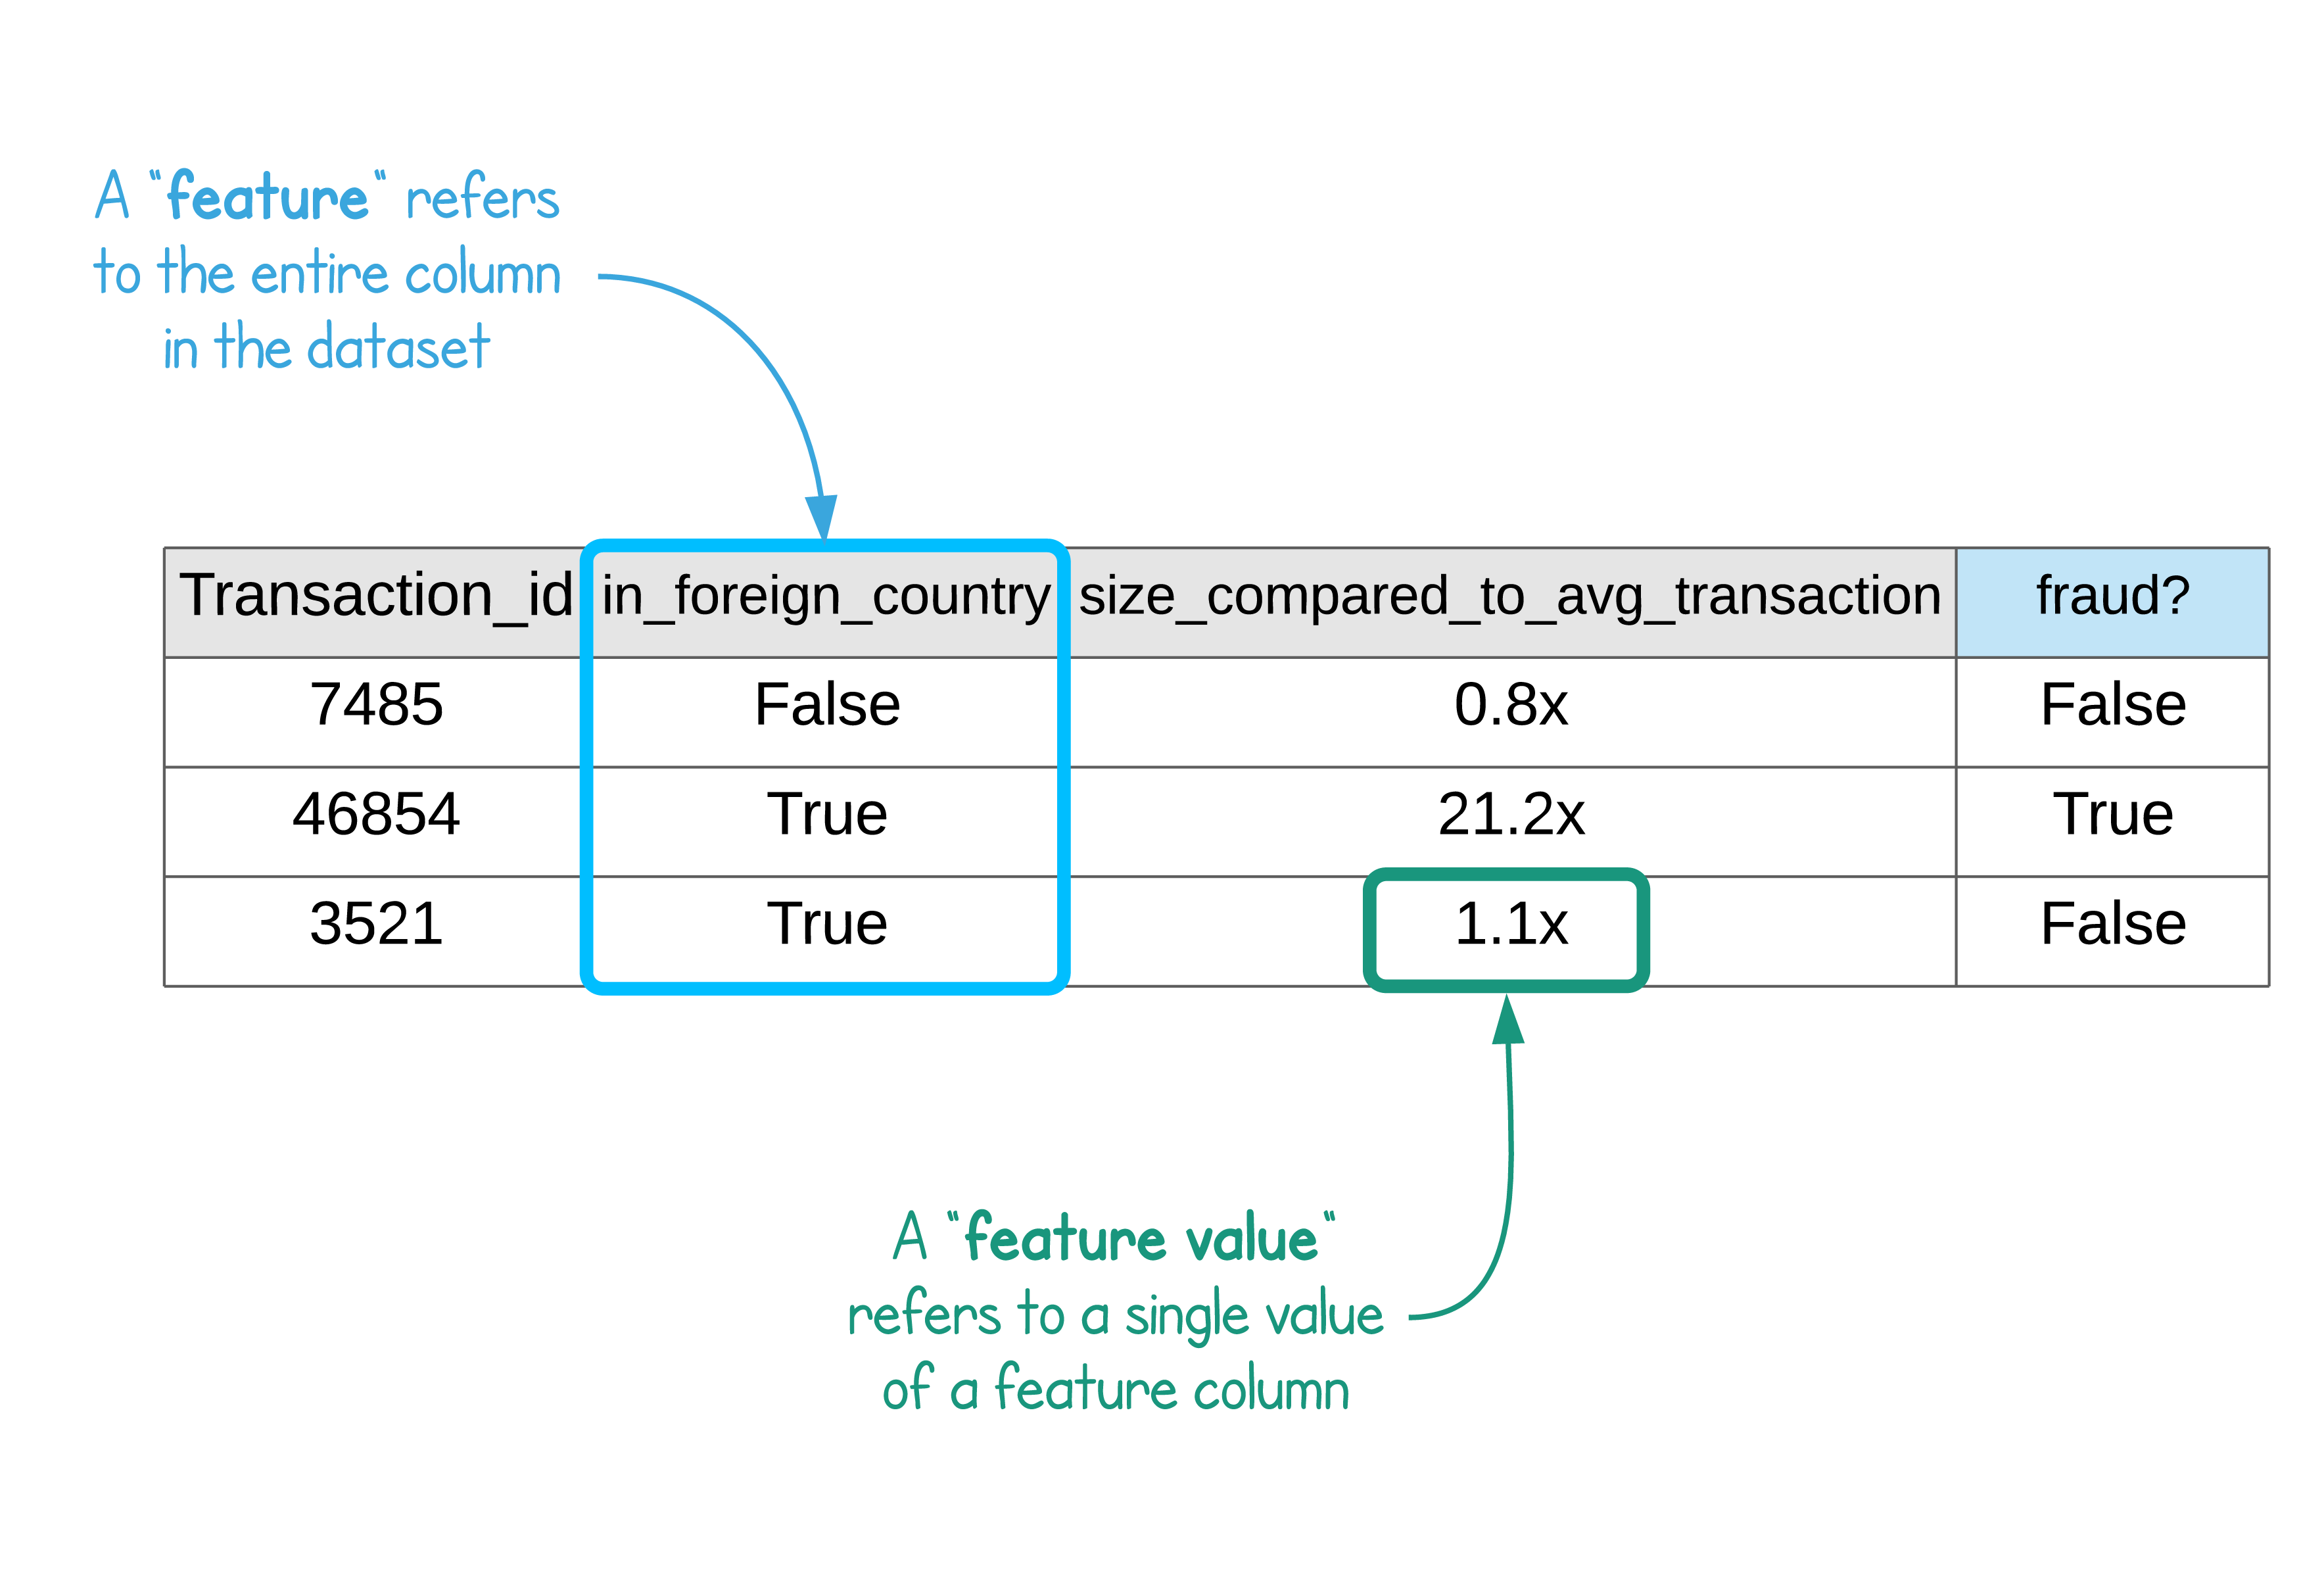 A "feature" refers
to the entire column
in the dataset
Transaction_id in_foreign_country size_compared_to_avg_transaction fraud?
7485 False 0.8x False
46854 True 21.2x True
3521 True 1.1x False
A "feature value"
refers to a single value
of a feature column